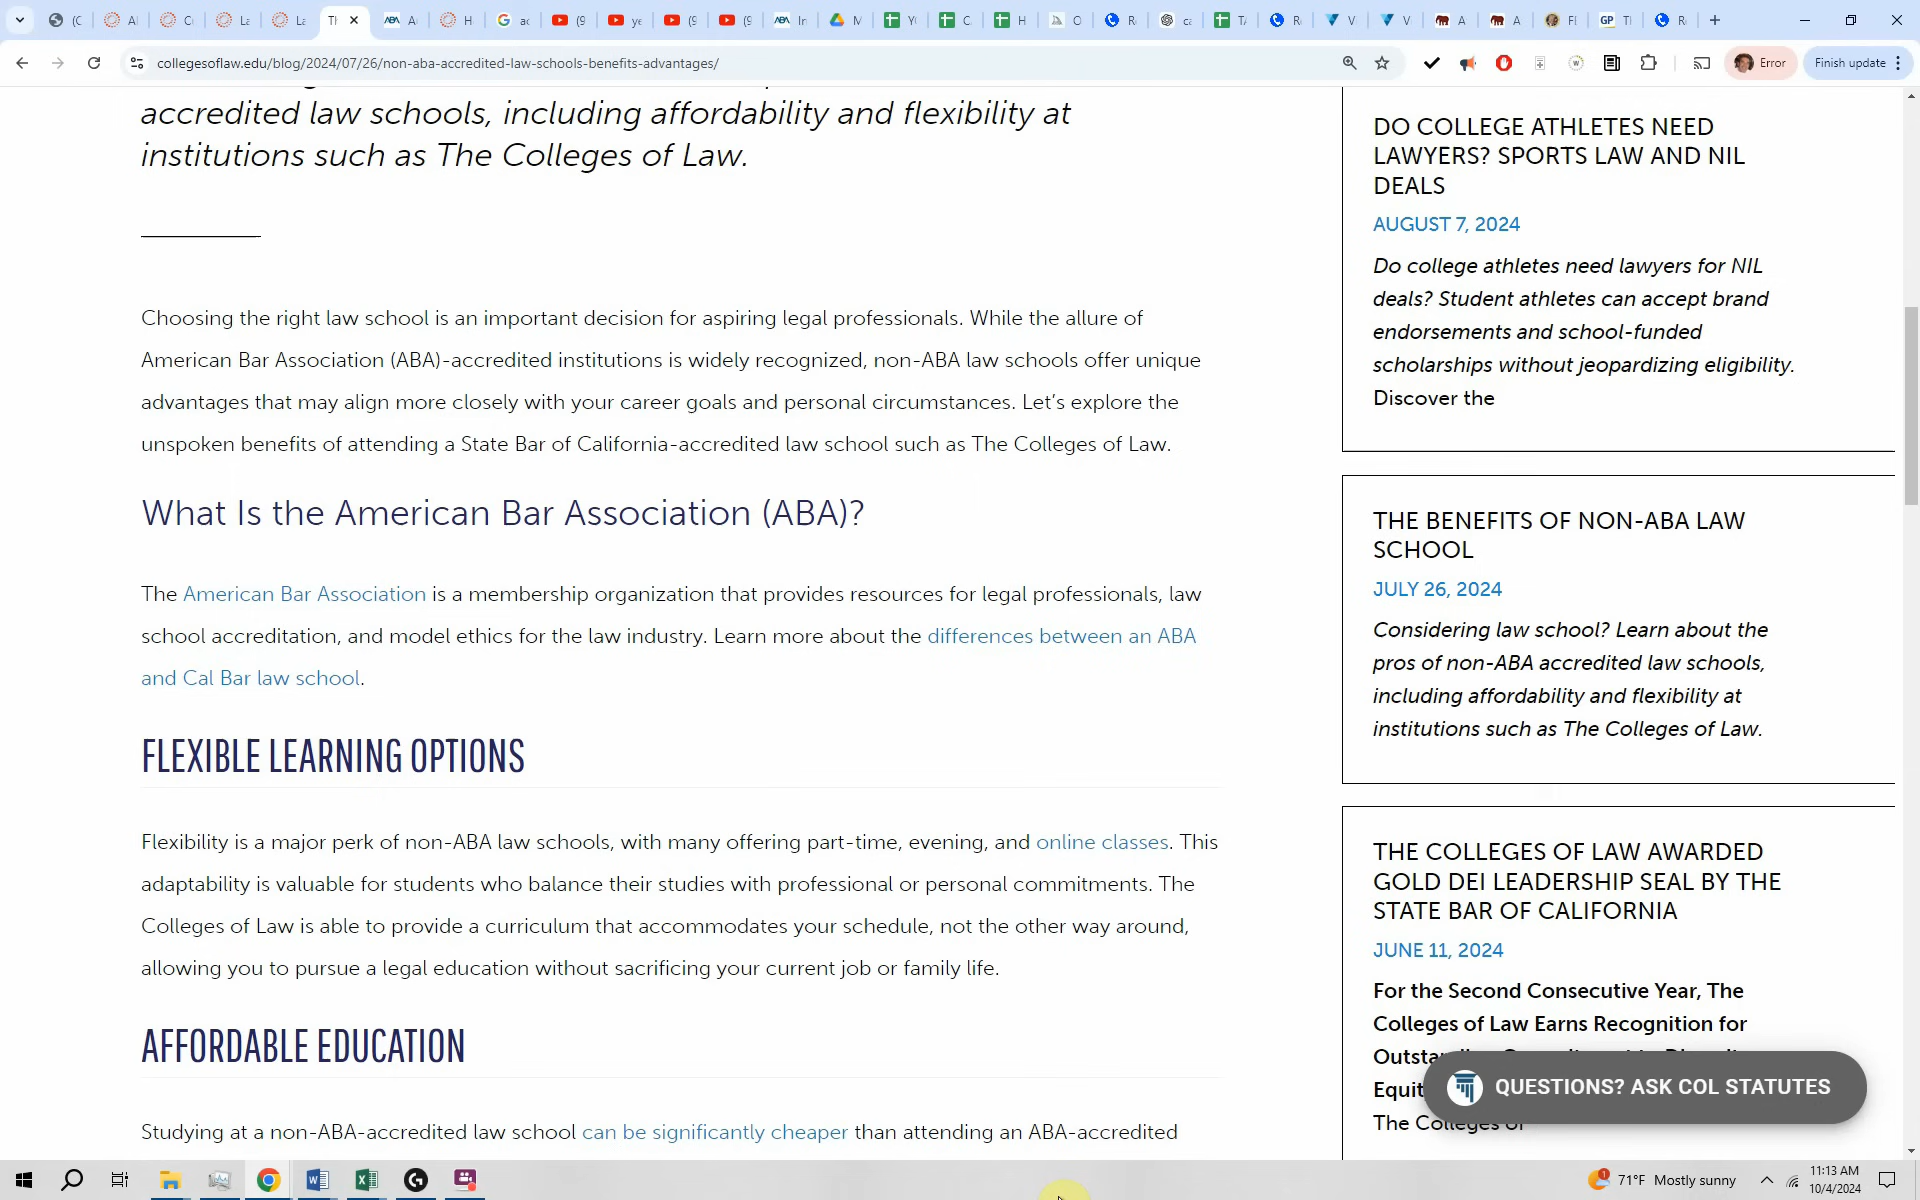 collegesoflaw.edu/blog/2024/07/26/non-aba-accredited-law-schools-benefits-advantages/
Error
Finish update
accredited law schools, including affordability and flexibility at
institutions such as The Colleges of Law.
Choosing the right law school is an important decision for aspiring legal professionals. While the allure of
American Bar Association (ABA)-accredited institutions is widely recognized, non-ABA law schools offer unique
advantages that may align more closely with your career goals and personal circumstances. Let’s explore the
unspoken benefits of attending a State Bar of California-accredited law school such as The Colleges of Law.
What Is the American Bar Association (ABA)?
The American Bar Association is a membership organization that provides resources for legal professionals, law
school accreditation, and model ethics for the law industry. Learn more about the differences between an ABA
and Cal Bar law school.
FLEXIBLE LEARNING OPTIONS
Flexibility is a major perk of non-ABA law schools, with many offering part-time, evening, and online classes. This
adaptability is valuable for students who balance their studies with professional or personal commitments. The
Colleges of Law is able to provide a curriculum that accommodates your schedule, not the other way around,
allowing you to pursue a legal education without sacrificing your current job or family life.
AFFORDABLE EDUCATION
Studying at a non-ABA-accredited law school can be significantly cheaper than attending an ABA-accredited
DO COLLEGE ATHLETES NEED
LAWYERS? SPORTS LAW AND NIL
DEALS
AUGUST 7, 2024
Do college athletes need lawyers for NIL
deals? Student athletes can accept brand
endorsements and school-funded
scholarships without jeopardizing eligibility.
Discover the
THE BENEFITS OF NON-ABA LAW
SCHOOL
JULY 26, 2024
Considering law school? Learn about the
pros of non-ABA accredited law schools,
including affordability and flexibility at
institutions such as The Colleges of Law.
THE COLLEGES OF LAW AWARDED
GOLD DEI LEADERSHIP SEAL BY THE
STATE BAR OF CALIFORNIA
JUNE 11, 2024
For the Second Consecutive Year, The
Colleges of Law Earns Recognition for
QUESTIONS? ASK COL STATUTES
The Colleges of
71°F Mostly sunny
11:13 AM
10/4/2024